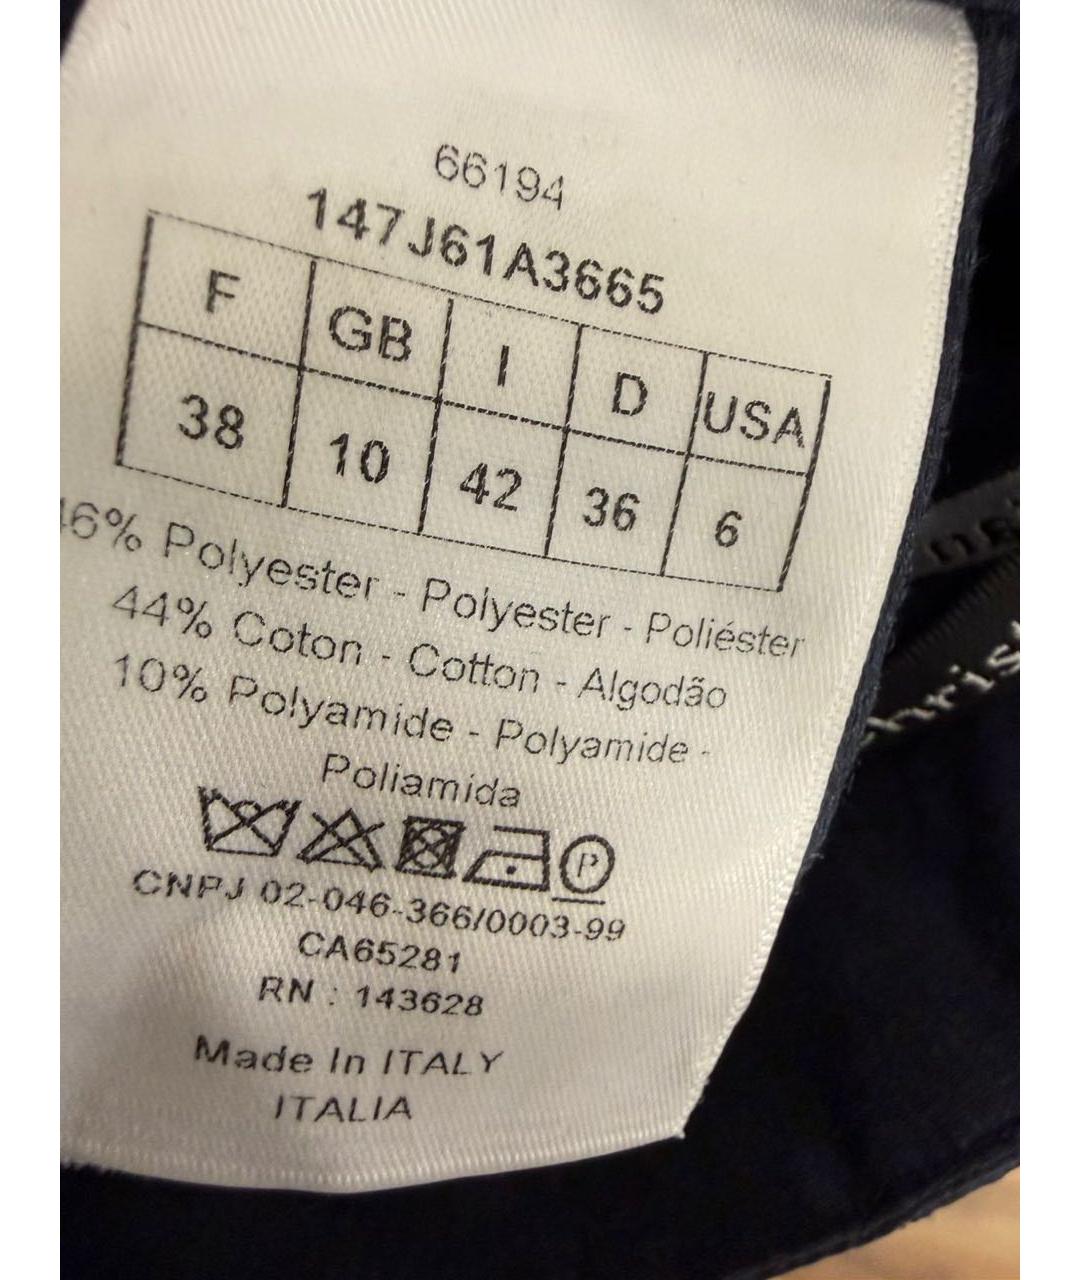 66194
147J61A3665
F GB I D USA
38 10 42 36 6
46% Polyester - Polyester - Poliéster
44% Coton - Cotton - Algodão
10% Polyamide - Polyamide -
Poliamida
P
CNPJ 02-046-366/0003-99
CA65281
RN : 143628
Made In ITALY
ITALIA
hris